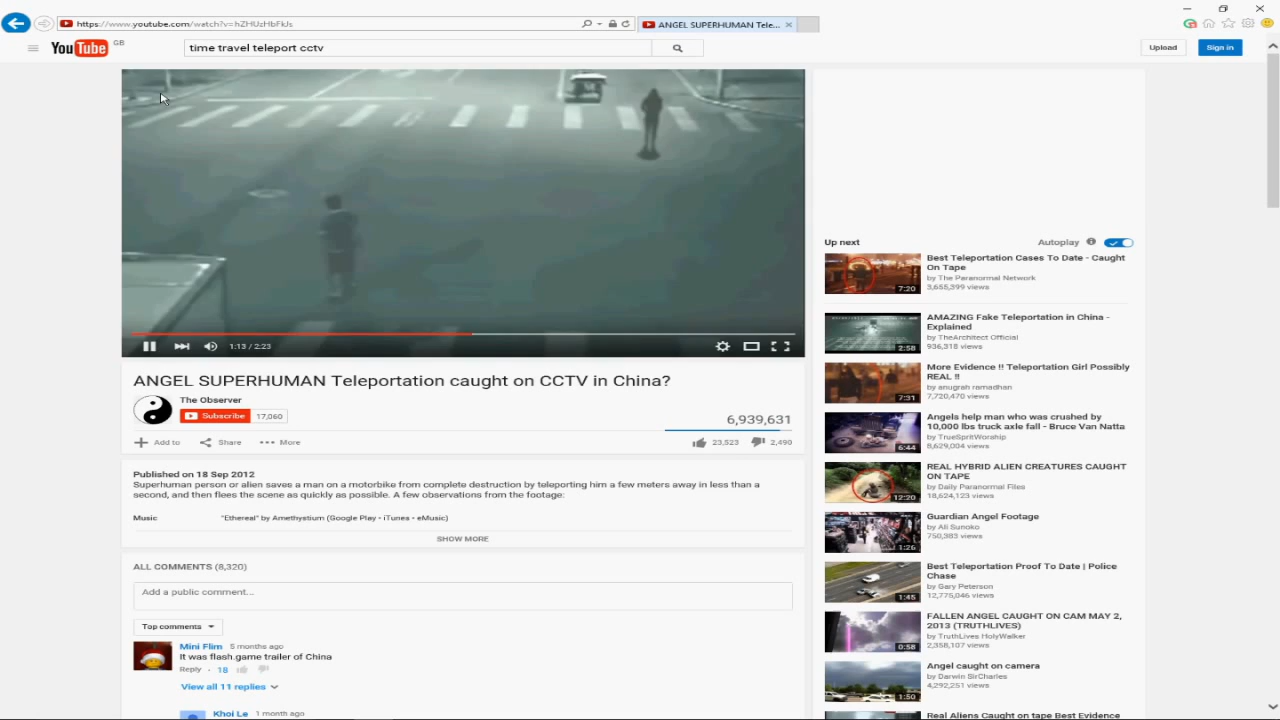 https://www.youtube.com/watch?v=hZHUzHbFkJs
ANGEL SUPERHUMAN Tele...
YouTube GB
time travel teleport cctv
Upload
Sign in
1:13 / 2:23
ANGEL SUPERHUMAN Teleportation caught on CCTV in China?
The Observer
Subscribe 17,060
6,939,631
Add to
Share
More
23,523
2,490
Published on 18 Sep 2012
Superhuman person or alien saves a man on a motorbike from complete destruction by teleporting him a few meters away in less than a
second, and then flees the scene as quickly as possible. A few observations from the footage:
Music
"Ethereal" by Amethystium (Google Play • iTunes • eMusic)
SHOW MORE
ALL COMMENTS (8,320)
Add a public comment...
Top comments
Mini Flim 5 months ago
It was flash.game trailer of China
Reply · 18
View all 11 replies
Khoi Le 1 month ago
Up next
Autoplay
Best Teleportation Cases To Date - Caught
On Tape
by The Paranormal Network
3,655,399 views
7:20
AMAZING Fake Teleportation in China -
Explained
by TheArchitect Official
936,318 views
2:58
More Evidence !! Teleportation Girl Possibly
REAL !!
by anugrah ramadhan
7,720,470 views
7:31
Angels help man who was crushed by
10,000 lbs truck axle fall - Bruce Van Natta
by TrueSpiritWorship
8,629,004 views
6:44
REAL HYBRID ALIEN CREATURES CAUGHT
ON TAPE
by Daily Paranormal Files
18,624,123 views
12:20
Guardian Angel Footage
by Ali Sunoko
750,383 views
1:26
Best Teleportation Proof To Date | Police
Chase
by Gary Peterson
12,775,046 views
1:45
FALLEN ANGEL CAUGHT ON CAM MAY 2,
2013 (TRUTHLIVES)
by TruthLives HolyWalker
2,358,107 views
0:58
Angel caught on camera
by Darwin SirCharles
4,292,251 views
1:50
Real Aliens Caught on tape Best Evidence